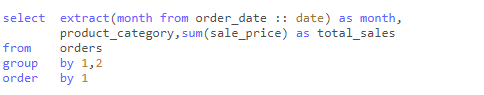 select  extract(month from order_date :: date) as month,
        product_category,sum(sale_price) as total_sales
from    orders
group   by 1,2
order   by 1